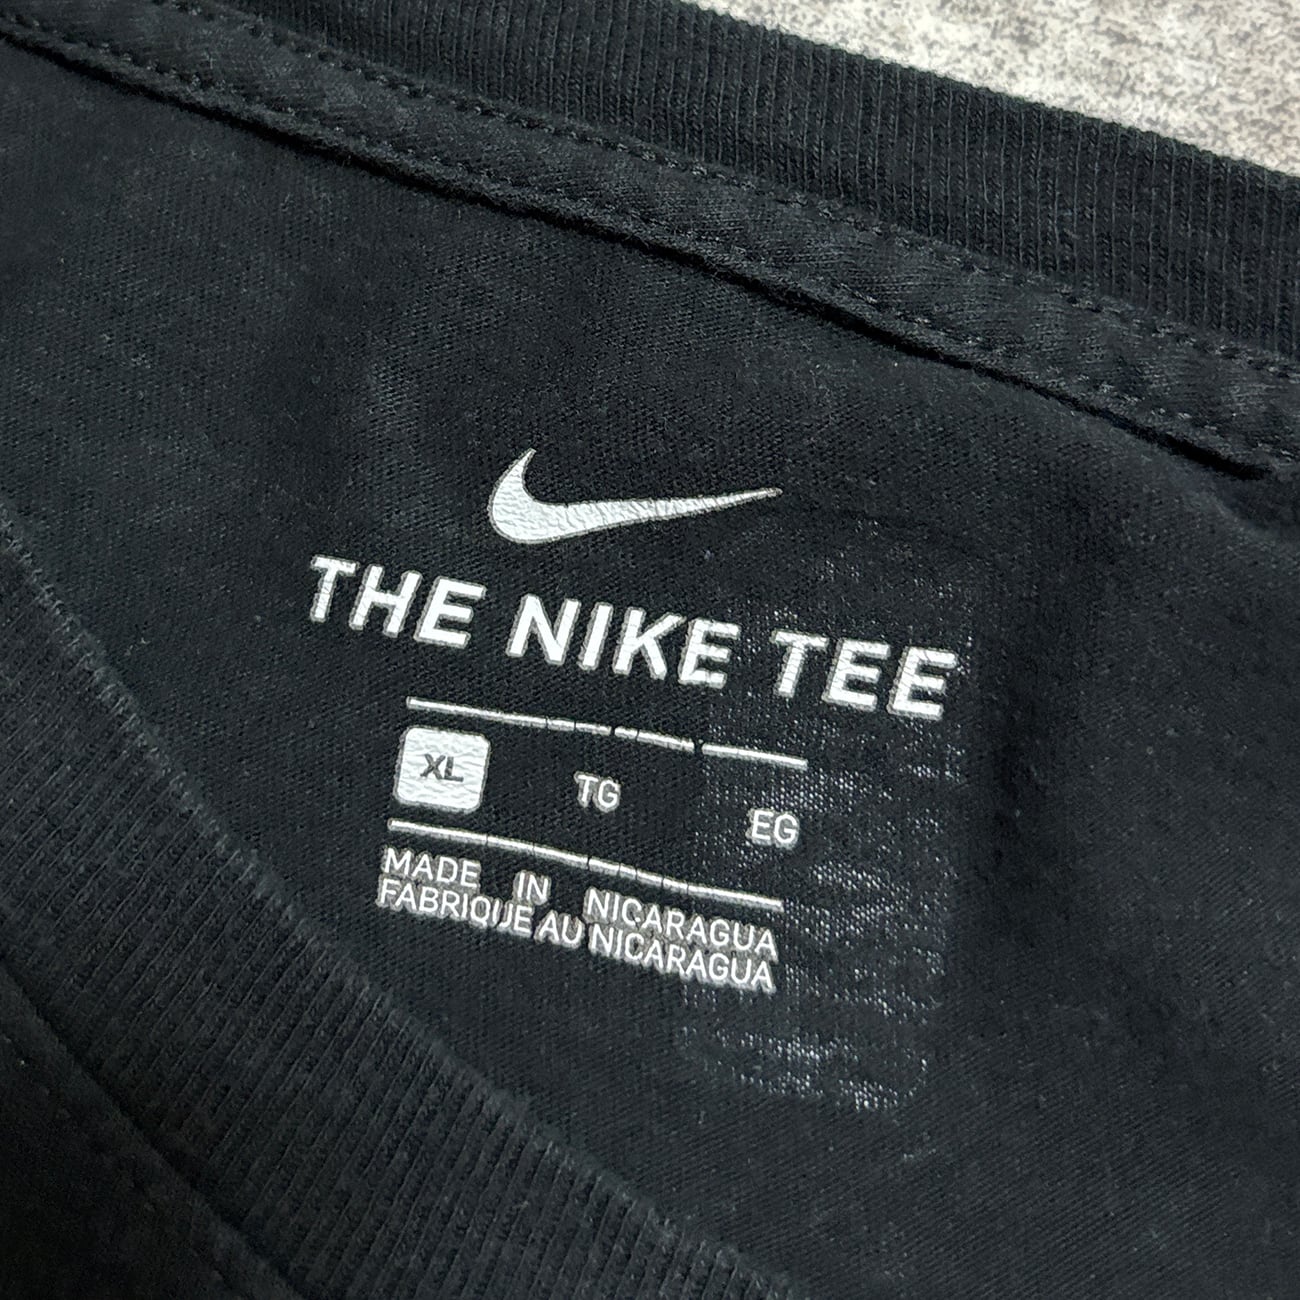 THE NIKE TEE
XL TG EG
MADE IN NICARAGUA
FABRIQUE AU NICARAGUA